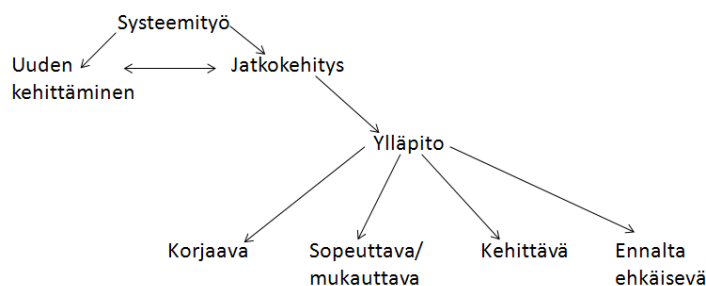 Systeemityö
Uuden
kehittäminen
Jatkokehitys
Ylläpito
Korjaava
Sopeuttava/
mukauttava
Kehittävä
Ennalta
ehkäisevä